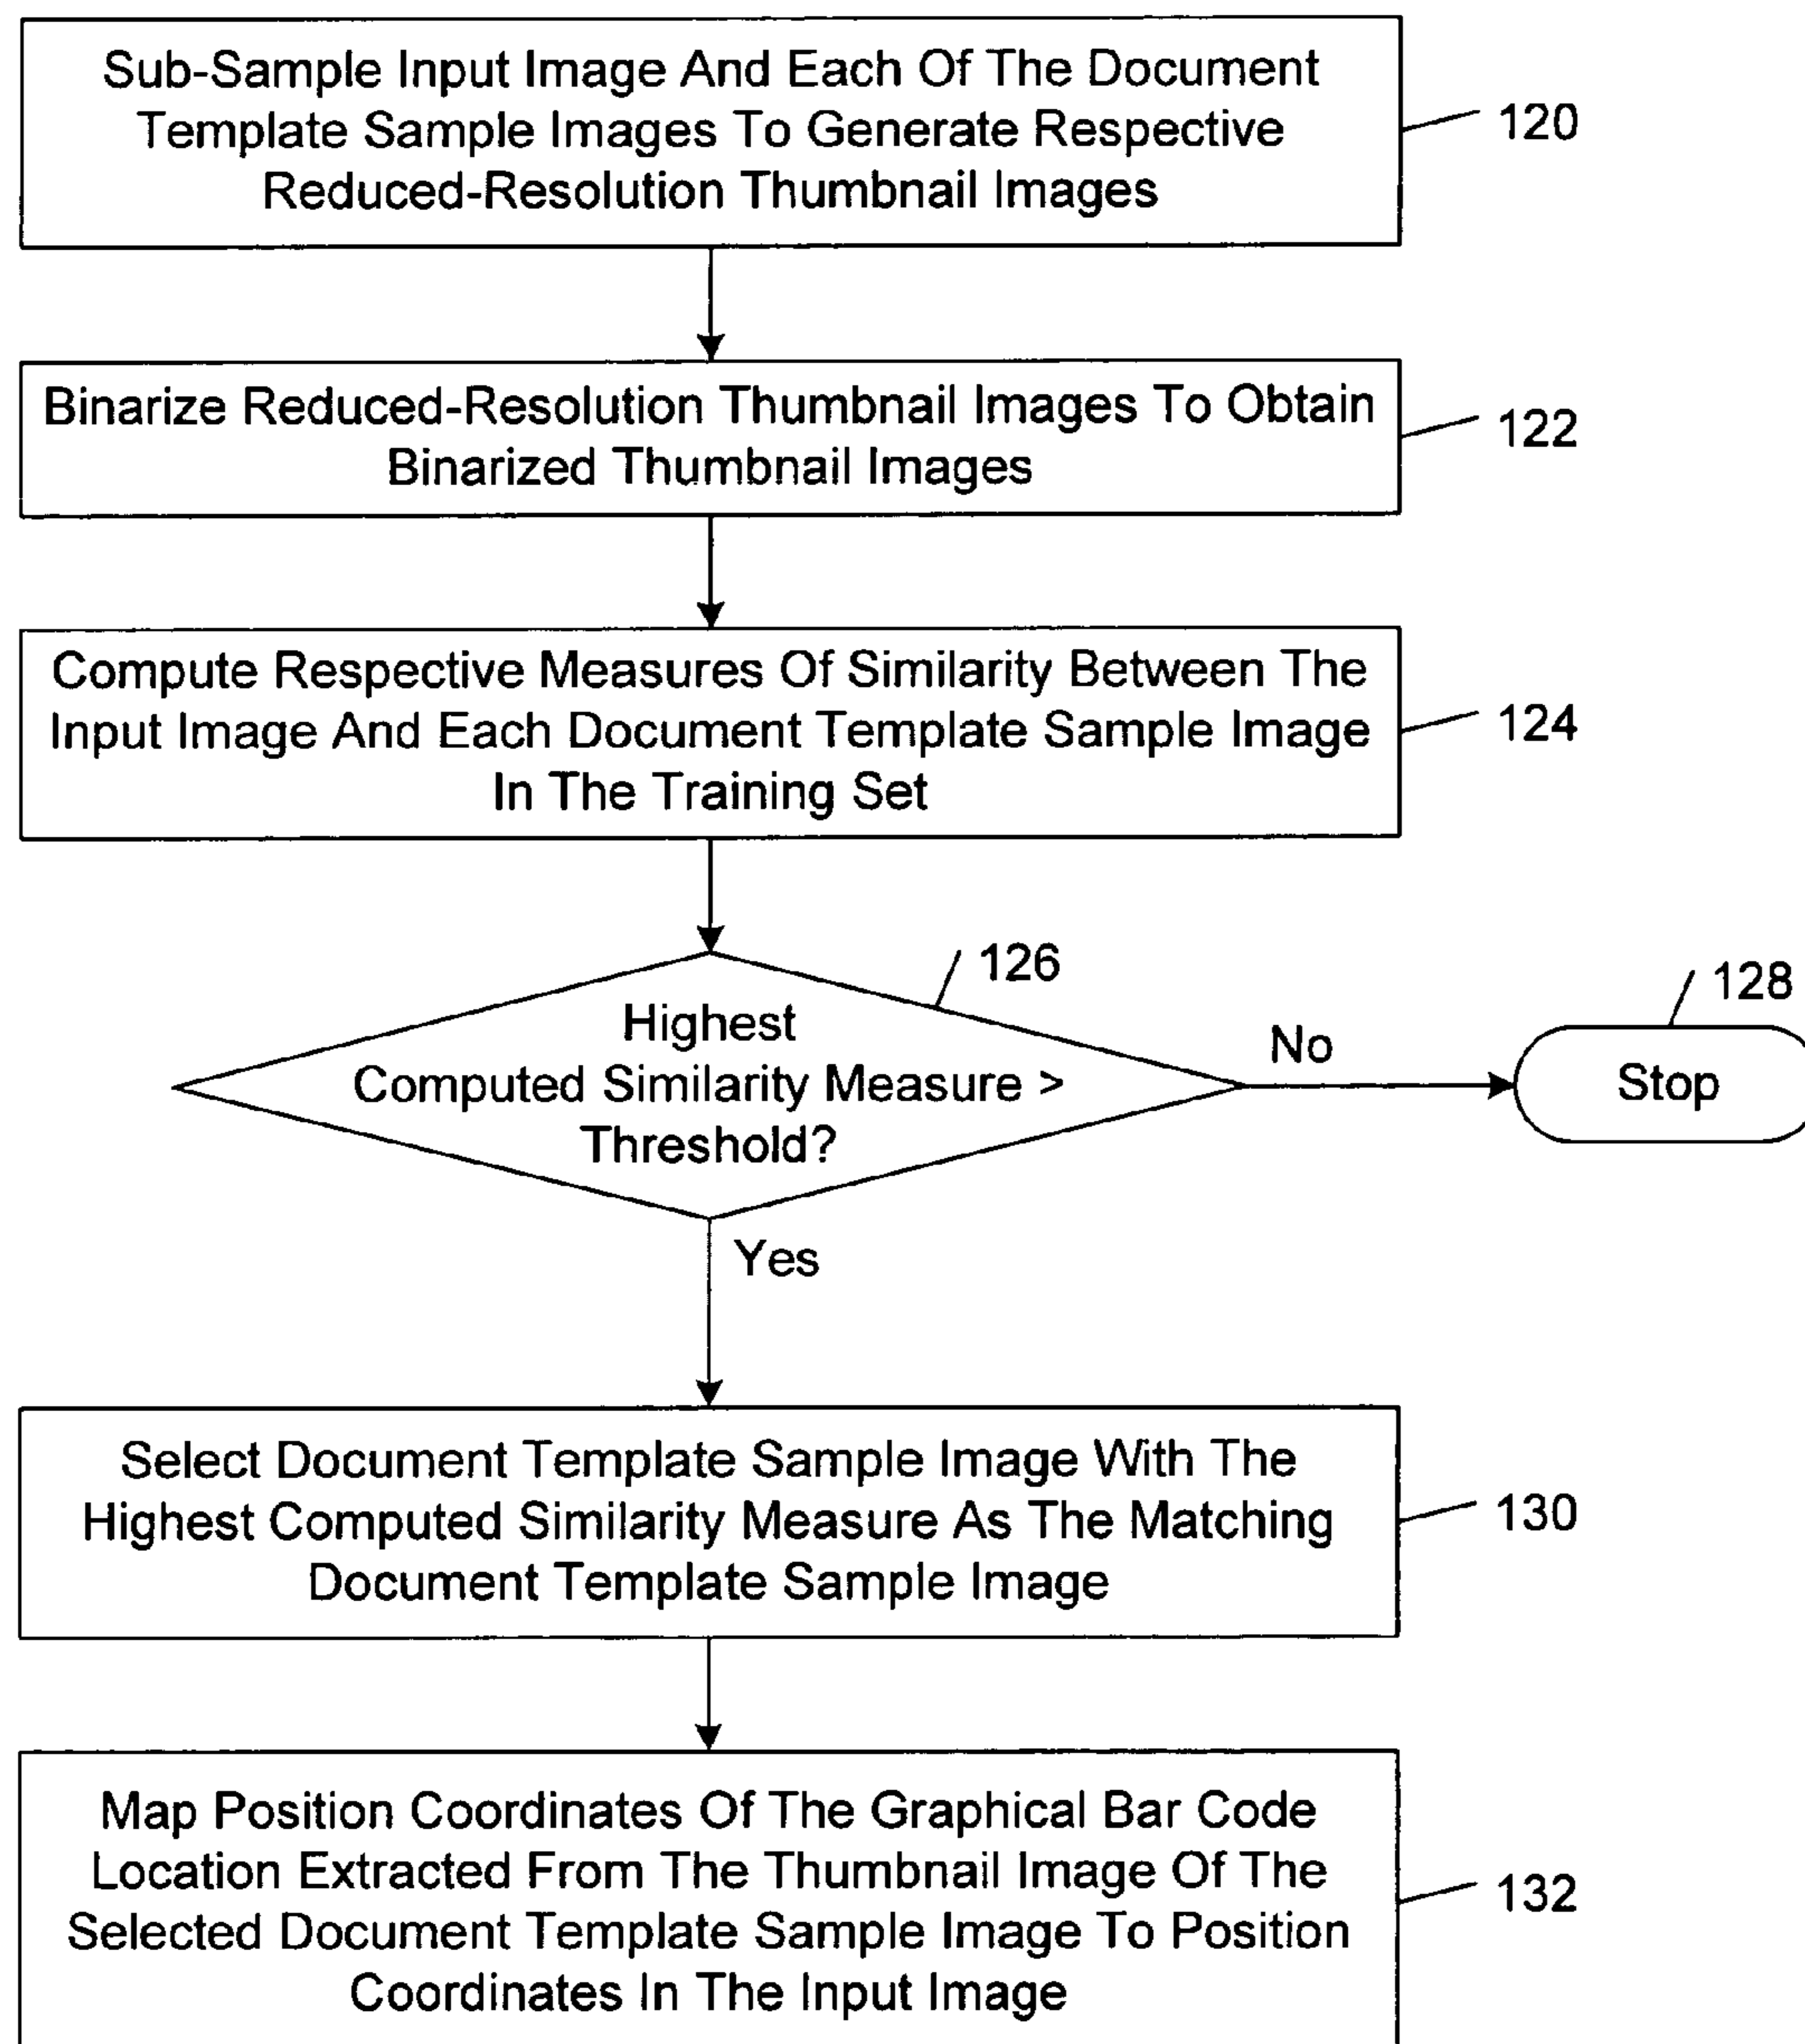 Sub-Sample Input Image And Each Of The Document
Template Sample Images To Generate Respective
Reduced-Resolution Thumbnail Images
120
Binarize Reduced-Resolution Thumbnail Images To Obtain
Binarized Thumbnail Images
122
Compute Respective Measures Of Similarity Between The
Input Image And Each Document Template Sample Image
In The Training Set
124
126
Highest
Computed Similarity Measure >
Threshold?
No
128
Stop
Yes
Select Document Template Sample Image With The
Highest Computed Similarity Measure As The Matching
Document Template Sample Image
130
Map Position Coordinates Of The Graphical Bar Code
Location Extracted From The Thumbnail Image Of The
Selected Document Template Sample Image To Position
Coordinates In The Input Image
132